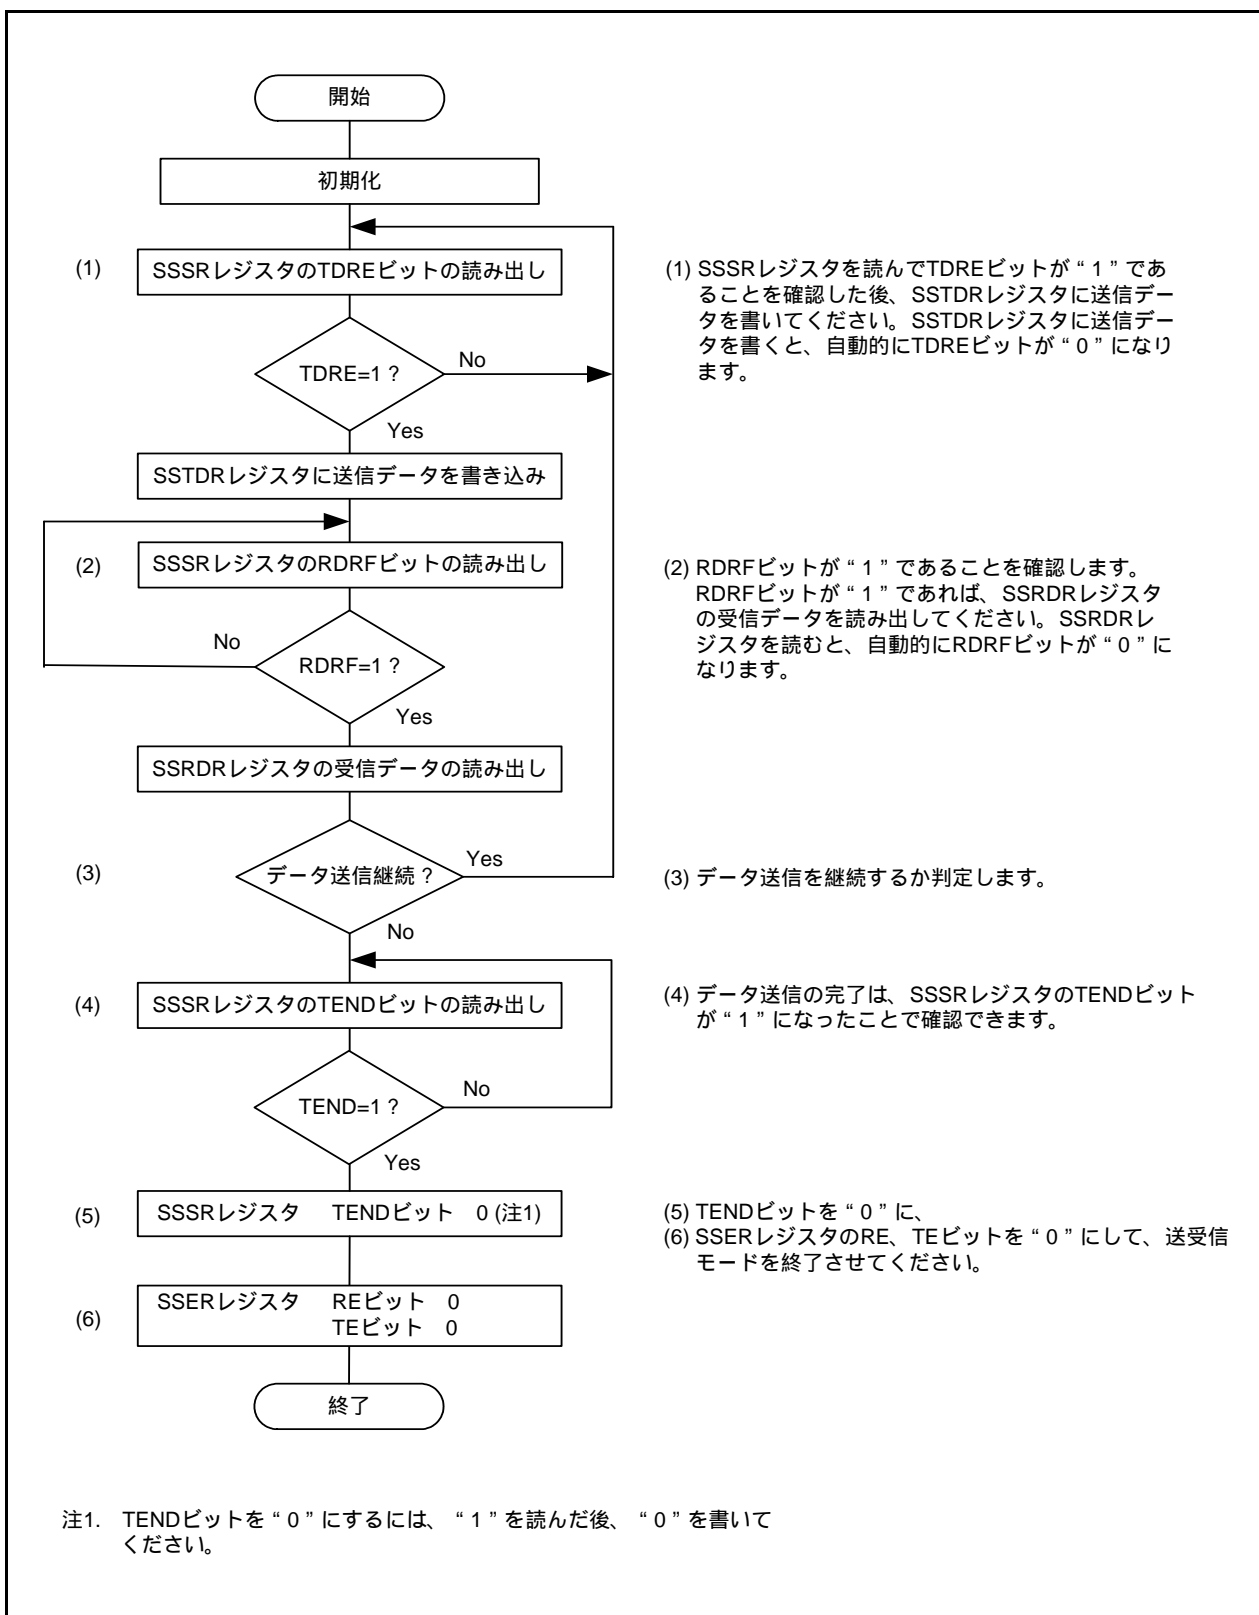 開始
初期化
(1)
SSSRレジスタのTDREビットの読み出し
TDRE=1 ?
No
Yes
SSTDRレジスタに送信データを書き込み
(2)
SSSRレジスタのRDRFビットの読み出し
No
RDRF=1 ?
Yes
SSRDRレジスタの受信データの読み出し
(3)
データ送信継続 ?
Yes
No
(4)
SSSRレジスタのTENDビットの読み出し
TEND=1 ?
No
Yes
(5)
SSSRレジスタ TENDビット 0 (注1)
(6)
SSERレジスタ REビット 0
TEビット 0
終了
(1) SSSRレジスタを読んでTDREビットが“ 1 ”であ
ることを確認した後、SSTDRレジスタに送信デー
タを書いてください。SSTDRレジスタに送信デー
タを書くと、自動的にTDREビットが“ 0 ”になり
ます。
(2) RDRFビットが“ 1 ”であることを確認します。
RDRFビットが“ 1 ”であれば、SSRDRレジスタ
の受信データを読み出してください。SSRDRレ
ジスタを読むと、自動的にRDRFビットが“ 0 ”に
なります。
(3) データ送信を継続するか判定します。
(4) データ送信の完了は、SSSRレジスタのTENDビット
が“ 1 ”になったことで確認できます。
(5) TENDビットを“ 0 ”に、
(6) SSERレジスタのRE、TEビットを“ 0 ”にして、送受信
モードを終了させてください。
注1. TENDビットを“ 0 ”にするには、“ 1 ”を読んだ後、“ 0 ”を書いて
ください。